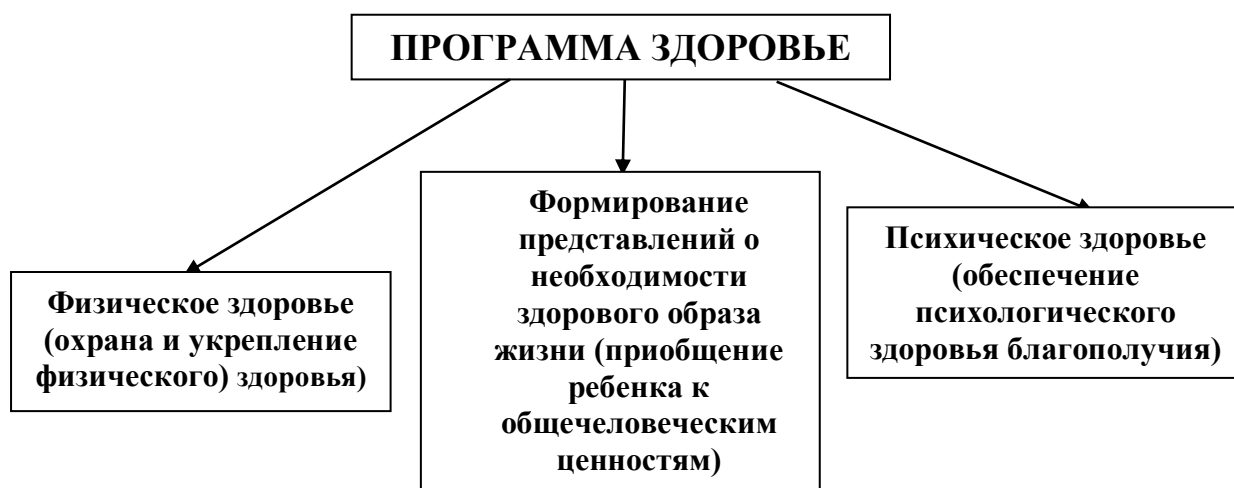 ПРОГРАММА ЗДОРОВЬЕ
Физическое здоровье
(охрана и укрепление
физического) здоровья)
Формирование
представлений о
необходимости
здорового образа
жизни (приобщение
ребенка к
общечеловеческим
ценностям)
Психическое здоровье
(обеспечение
психологического
здоровья благополучия)